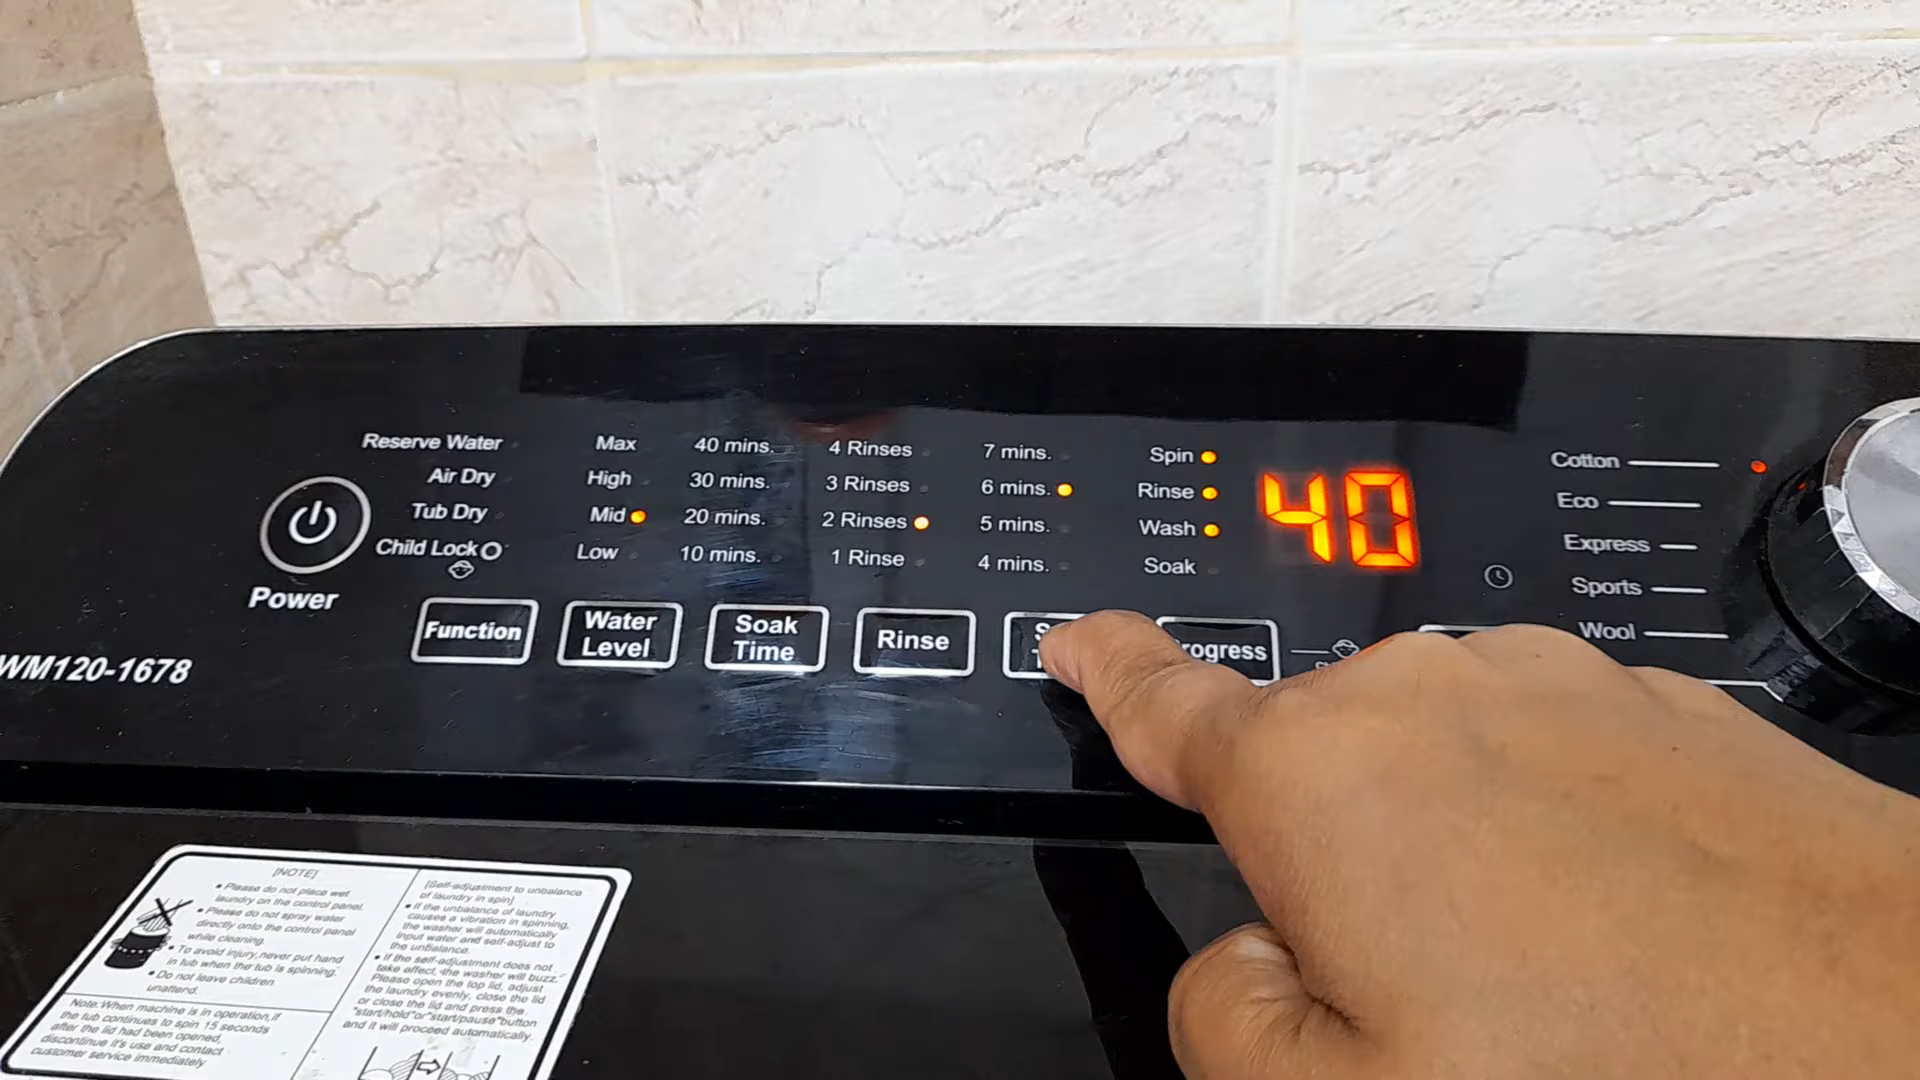 Reserve Water
Air Dry
Tub Dry
Child Lock
Power
WM120-1678
Max
High
Mid
Low
40 mins.
30 mins.
20 mins.
10 mins.
4 Rinses
3 Rinses
2 Rinses
1 Rinse
7 mins.
6 mins.
5 mins.
4 mins.
Spin
Rinse
Wash
Soak
40
Cotton
Eco
Express
Sports
Wool
Function
Water
Level
Soak
Time
Rinse
rogress
[NOTE]
• Please do not place wet
laundry on the control panel.
• Please do not spray water
directly onto the control panel
while cleaning.
• To avoid injury,never put hand
in tub when the tub is spinning.
• Do not leave children
unattend.
Note:When machine is in operation,if
the tub continues to spin 15 seconds
after the lid had been opened,
discontinue it's use and contact
customer service immediately
[Self-adjustment to unbalance
of laundry in spin]
• If the unbalance of laundry
causes a vibration in spinning,
the washer will automatically
input water and self-adjust to
the unbalance.
• If the self-adjustment does not
take effect, the washer will buzz.
Please open the top lid, adjust
the laundry evenly, close the lid
or close the lid and press the
"start/hold"or"start/pause"button
and it will proceed automatically.